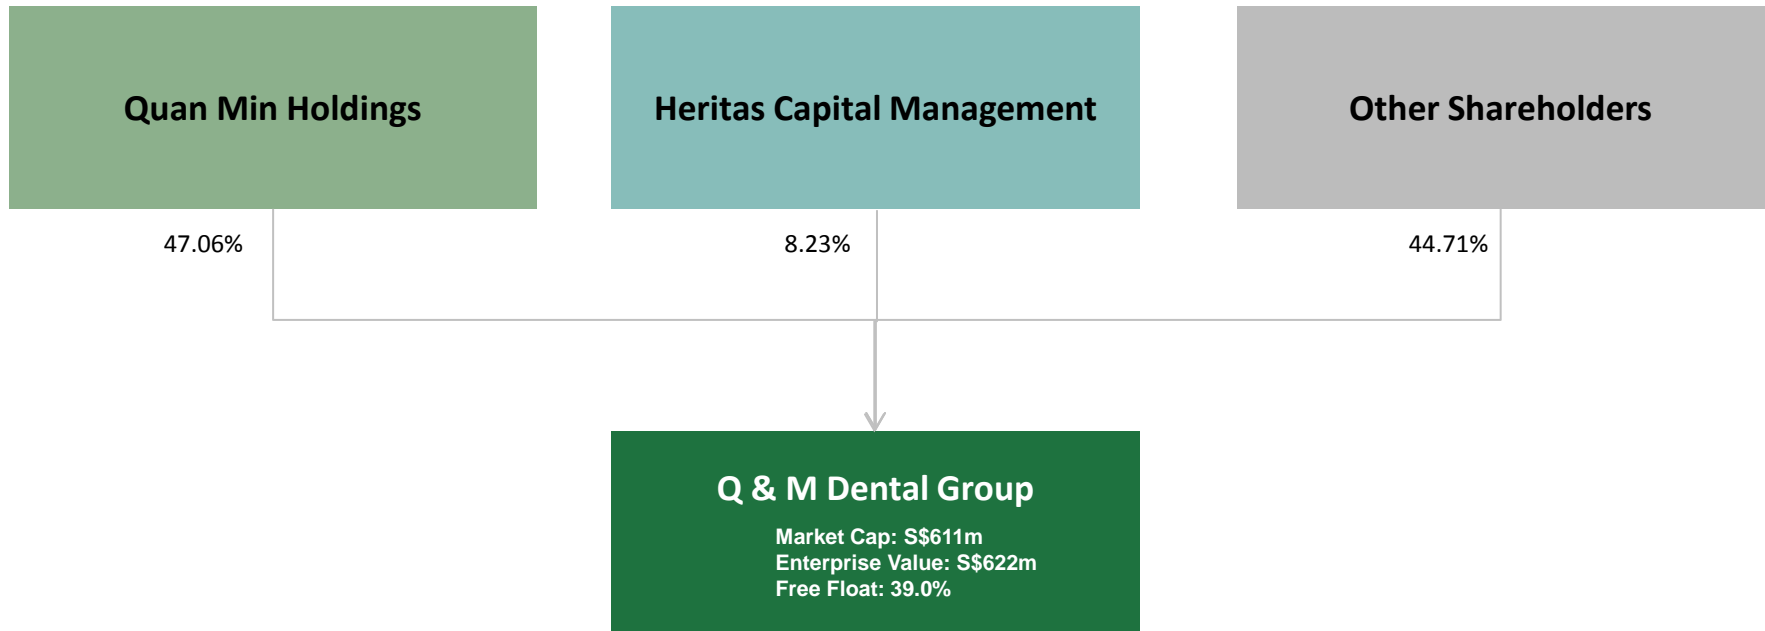 Quan Min Holdings
Heritas Capital Management
Other Shareholders
47.06%
8.23%
44.71%
Q & M Dental Group
Market Cap: S$611m
Enterprise Value: S$622m
Free Float: 39.0%